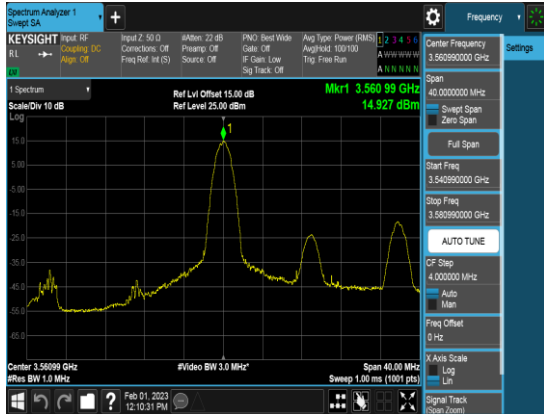 Spectrum Analyzer 1
Swept SA
+
Frequency
KEYSIGHT
RL
Input: RF
Coupling: DC
Align: Off
Input Z: 50 Ω
Corrections: Off
Freq Ref: Int (S)
#Atten: 22 dB
Preamp: Off
Source: Off
PNO: Best Wide
Gate: Off
IF Gain: Low
Sig Track: Off
Avg Type: Power (RMS)
Avg|Hold: 100/100
Trig: Free Run
1 2 3 4 5 6
A W W W W W
A N N N N N
1 Spectrum
Scale/Div 10 dB
Ref Lvl Offset 15.00 dB
Ref Level 25.00 dBm
Mkr1 3.560 99 GHz
14.927 dBm
Log
1
15.0
5.00
-5.00
-15.0
-25.0
-35.0
-45.0
-55.0
-65.0
Center 3.56099 GHz
#Res BW 1.0 MHz
#Video BW 3.0 MHz*
Span 40.00 MHz
Sweep 1.00 ms (1001 pts)
Feb 01, 2023
12:10:31 PM
?
Center Frequency
3.560990000 GHz
Settings
Span
40.0000000 MHz
Swept Span
Zero Span
Full Span
Start Freq
3.540990000 GHz
Stop Freq
3.580990000 GHz
AUTO TUNE
CF Step
4.000000 MHz
Auto
Man
Freq Offset
0 Hz
X Axis Scale
Log
Lin
Signal Track
(Span Zoom)